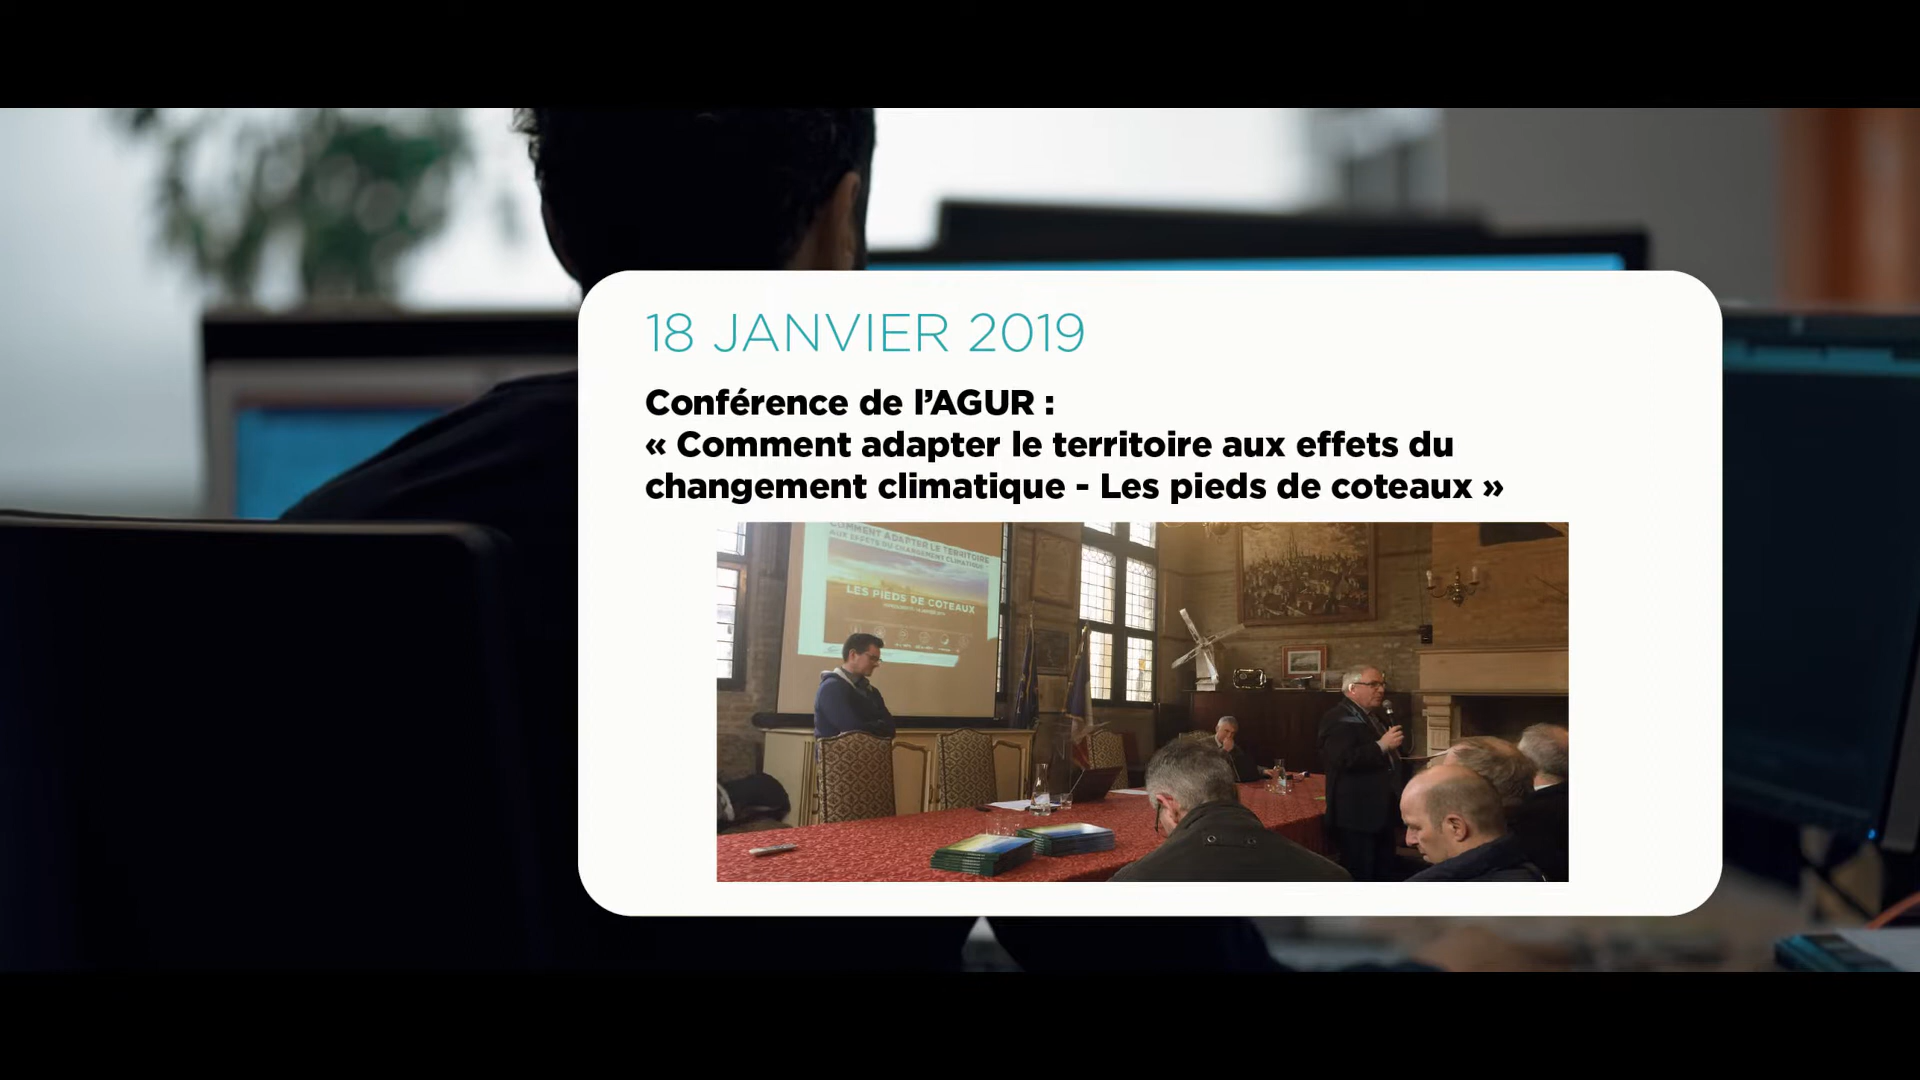 18 JANVIER 2019
Conférence de l’AGUR :
« Comment adapter le territoire aux effets du
changement climatique - Les pieds de coteaux »
COMMENT ADAPTER LE TERRITOIRE
AUX EFFETS DU CHANGEMENT CLIMATIQUE -
LES PIEDS DE COTEAUX